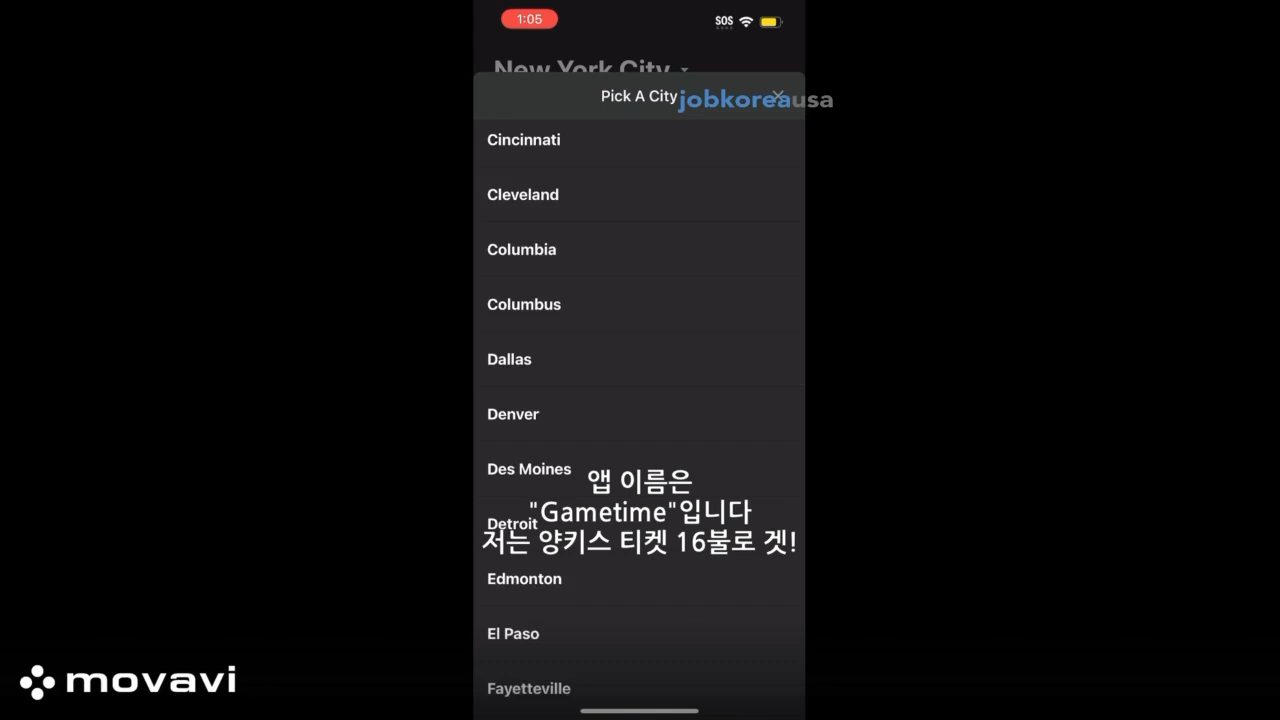 1:05
SOS
New York City
Pick A City
jobkoreausa
Cincinnati
Cleveland
Columbia
Columbus
Dallas
Denver
Des Moines
앱 이름은
"Gametime"입니다
Detroit
저는 양키스 티켓 16불로 겟!
Edmonton
El Paso
Fayetteville
movavi